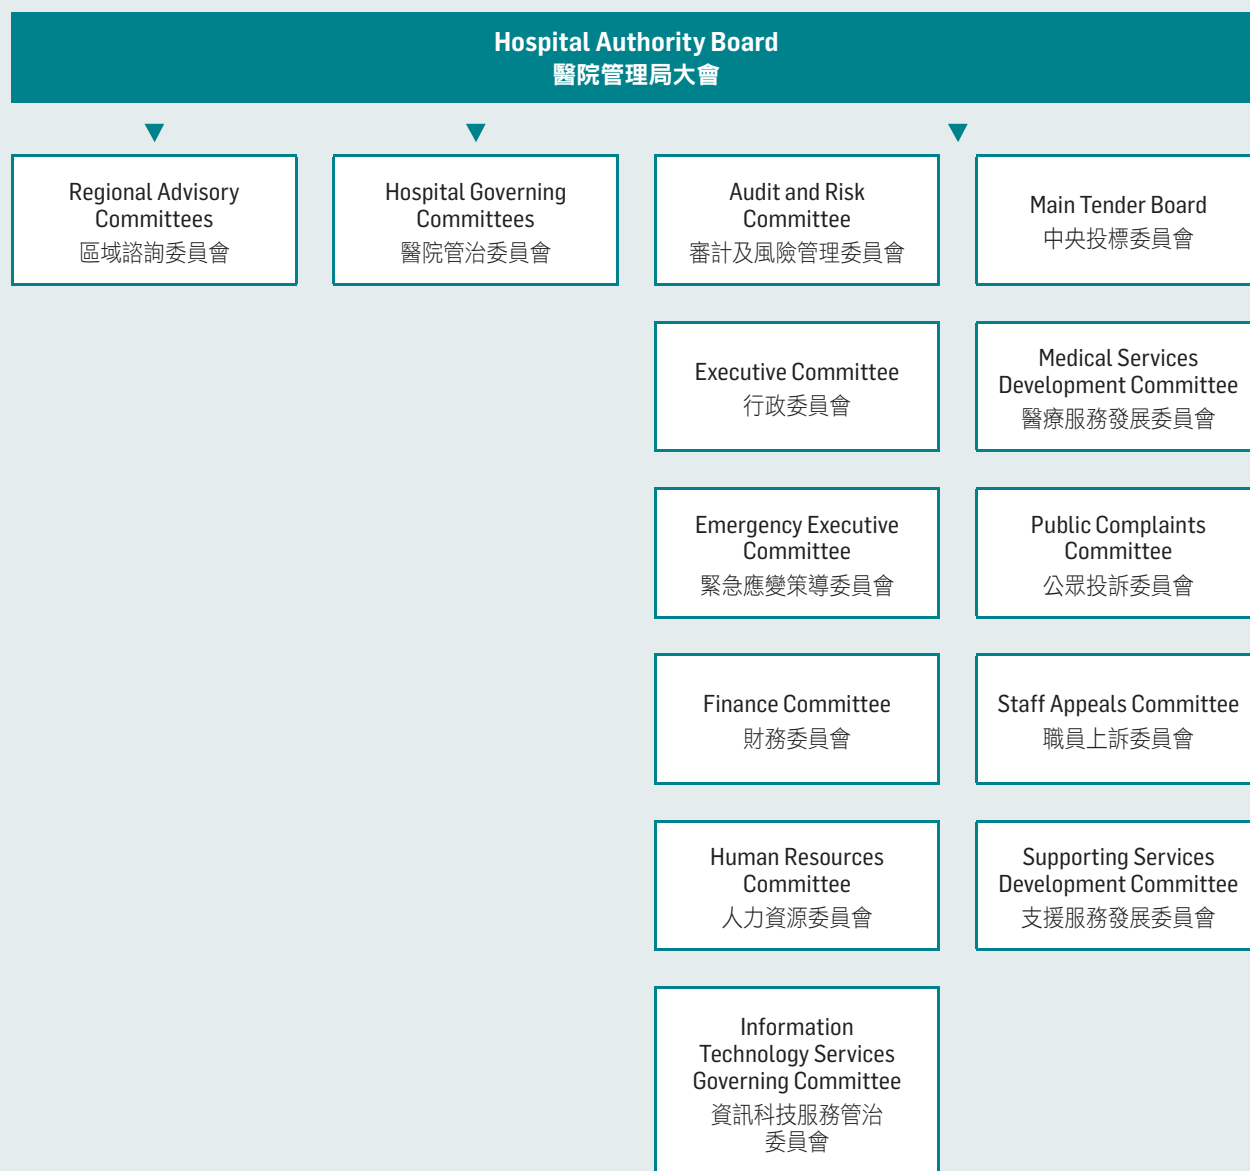 Hospital Authority Board
醫院管理局大會
Regional Advisory
Committees
區域諮詢委員會
Hospital Governing
Committees
醫院管治委員會
Audit and Risk
Committee
審計及風險管理委員會
Main Tender Board
中央投標委員會
Executive Committee
行政委員會
Medical Services
Development Committee
醫療服務發展委員會
Emergency Executive
Committee
緊急應變策導委員會
Public Complaints
Committee
公眾投訴委員會
Finance Committee
財務委員會
Staff Appeals Committee
職員上訴委員會
Human Resources
Committee
人力資源委員會
Supporting Services
Development Committee
支援服務發展委員會
Information
Technology Services
Governing Committee
資訊科技服務管治
委員會